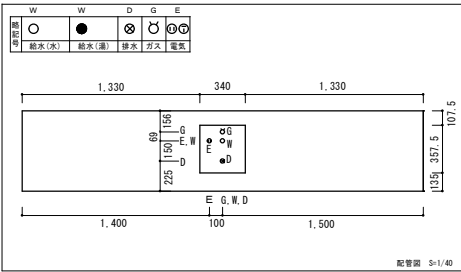 W W D G E
略記号
給水(水) 給水(湯) 排水 ガス 電気
1,330 340 1,330
156
69
150
225
G
E, W
D
G
E W
D
107.5
357.5
135
E G, W, D
1,400 100 1,500
配管図 S=1/40